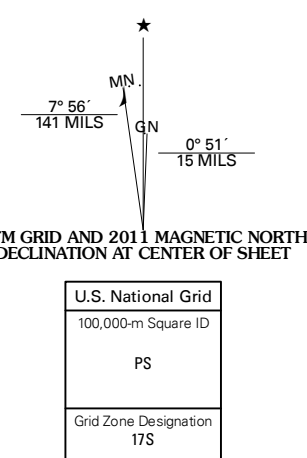 MN
GN
7° 56´
141 MILS
0° 51´
15 MILS
TM GRID AND 2011 MAGNETIC NORTH
DECLINATION AT CENTER OF SHEET
U.S. National Grid
100,000-m Square ID
PS
Grid Zone Designation
17S